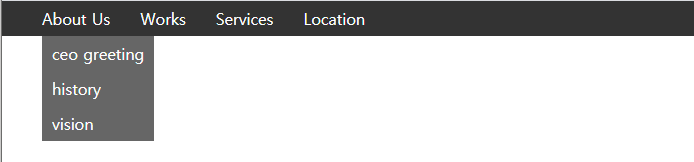 About Us Works Services Location
ceo greeting
history
vision